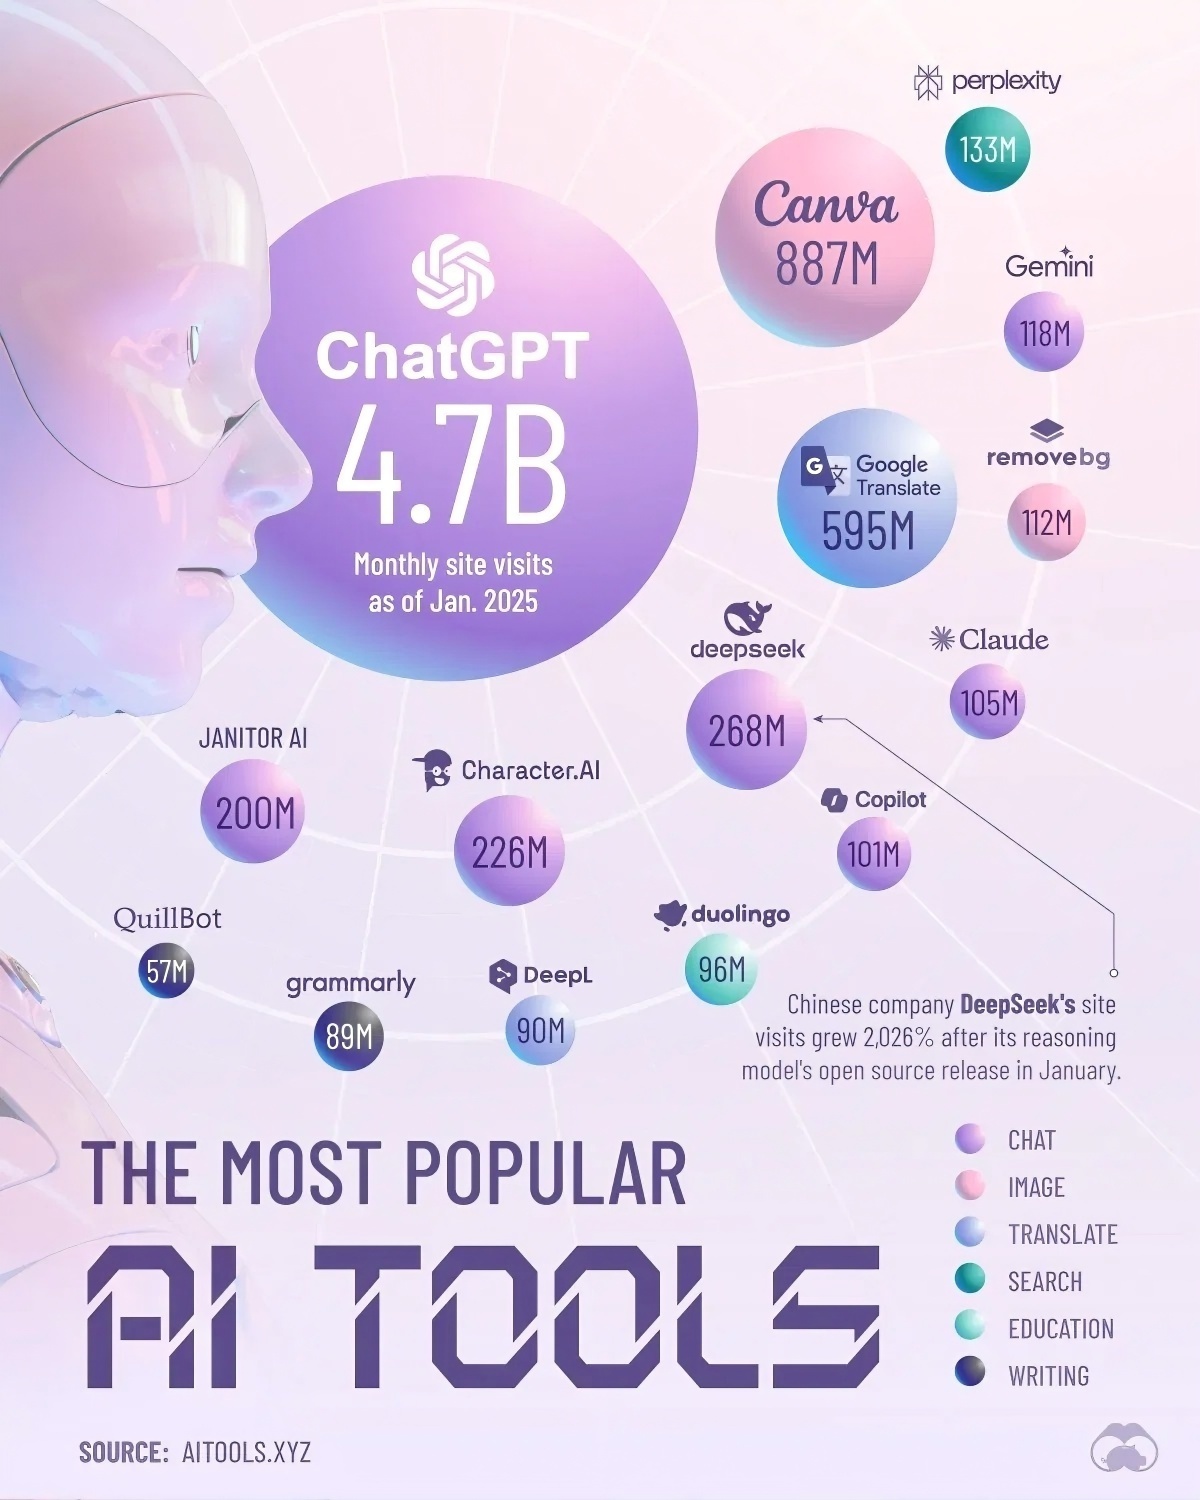 perplexity
133M
Canva
887M
Gemini
118M
ChatGPT
4.7B
Monthly site visits
as of Jan. 2025
G 文 Google
Translate
595M
removebg
112M
deepseek
268M
Claude
105M
JANITOR AI
200M
Character.AI
226M
Copilot
101M
QuillBot
57M
grammarly
89M
DeepL
90M
duolingo
96M
Chinese company DeepSeek's site
visits grew 2,026% after its reasoning
model's open source release in January.
THE MOST POPULAR
AI TOOLS
CHAT
IMAGE
TRANSLATE
SEARCH
EDUCATION
WRITING
SOURCE: AITOOLS.XYZ